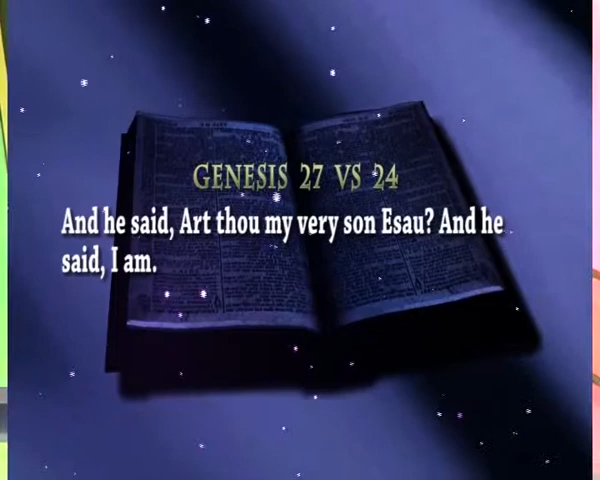 GENESIS 27 VS 24
And he said, Art thou my very son Esau? And he
said, I am.